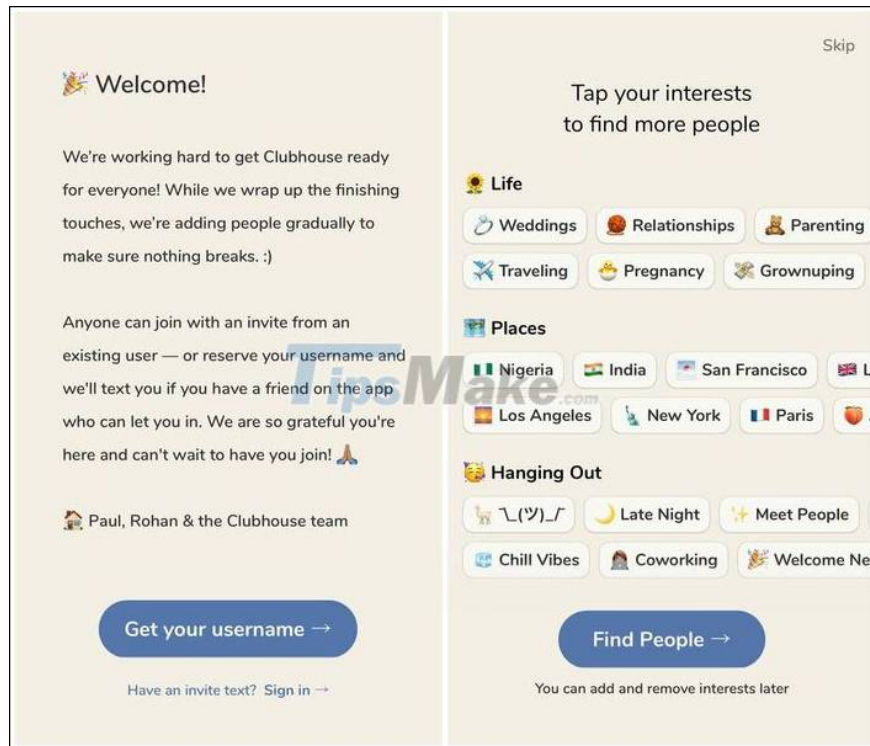 🎉 Welcome!
We're working hard to get Clubhouse ready
for everyone! While we wrap up the finishing
touches, we're adding people gradually to
make sure nothing breaks. :)
Anyone can join with an invite from an
existing user — or reserve your username and
we'll text you if you have a friend on the app
who can let you in. We are so grateful you're
here and can't wait to have you join! 🙏🏽
🏠 Paul, Rohan & the Clubhouse team
Get your username →
Have an invite text? Sign in →
Skip
Tap your interests
to find more people
🌻 Life
💍 Weddings 🏀 Relationships 🧸 Parenting
✈️ Traveling 🐣 Pregnancy 💸 Grownuping
🗺️ Places
🇳🇬 Nigeria 🇮🇳 India 🌁 San Francisco 🇬🇧 L
🌇 Los Angeles 🗽 New York 🇫🇷 Paris 🍑
🥳 Hanging Out
🦙 ¯\_(ツ)_/¯ 🌙 Late Night ✨ Meet People
🧊 Chill Vibes 👩🏽‍💻 Coworking 🎉 Welcome Ne
Find People →
You can add and remove interests later
TipsMake.com